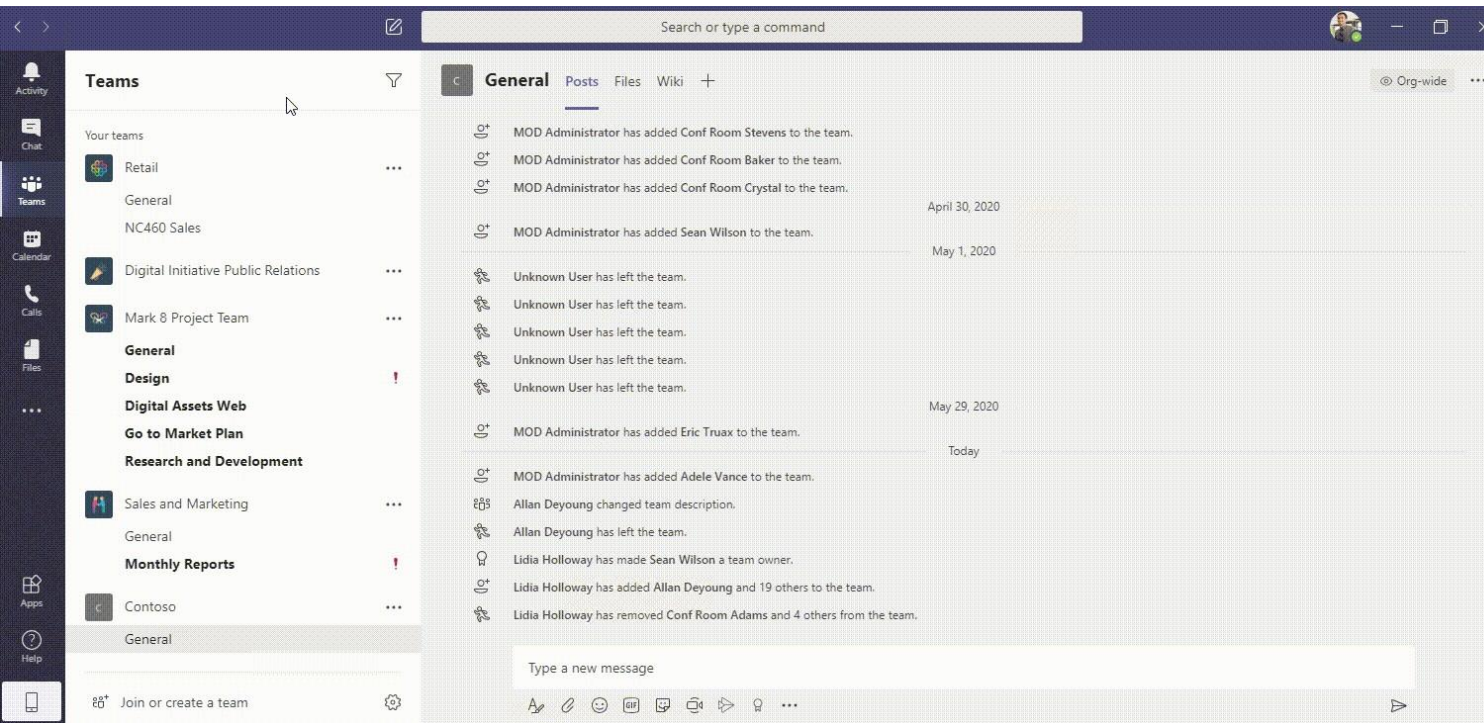 Search or type a command
Activity
Chat
Teams
Calendar
Calls
Files
Apps
Help
Teams
Your teams
Retail
General
NC460 Sales
Digital Initiative Public Relations
Mark 8 Project Team
General
Design
Digital Assets Web
Go to Market Plan
Research and Development
Sales and Marketing
General
Monthly Reports
C Contoso
General
Join or create a team
C General Posts Files Wiki Org-wide
MOD Administrator has added Conf Room Stevens to the team.
MOD Administrator has added Conf Room Baker to the team.
MOD Administrator has added Conf Room Crystal to the team.
April 30, 2020
MOD Administrator has added Sean Wilson to the team.
May 1, 2020
Unknown User has left the team.
Unknown User has left the team.
Unknown User has left the team.
Unknown User has left the team.
Unknown User has left the team.
May 29, 2020
MOD Administrator has added Eric Truax to the team.
Today
MOD Administrator has added Adele Vance to the team.
Allan Deyoung changed team description.
Allan Deyoung has left the team.
Lidia Holloway has made Sean Wilson a team owner.
Lidia Holloway has added Allan Deyoung and 19 others to the team.
Lidia Holloway has removed Conf Room Adams and 4 others from the team.
Type a new message
GIF